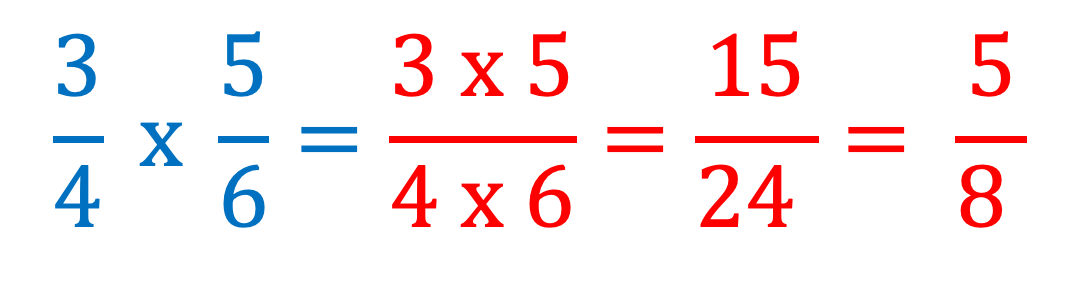 3/4 x 5/6 = (3 x 5)/(4 x 6) = 15/24 = 5/8